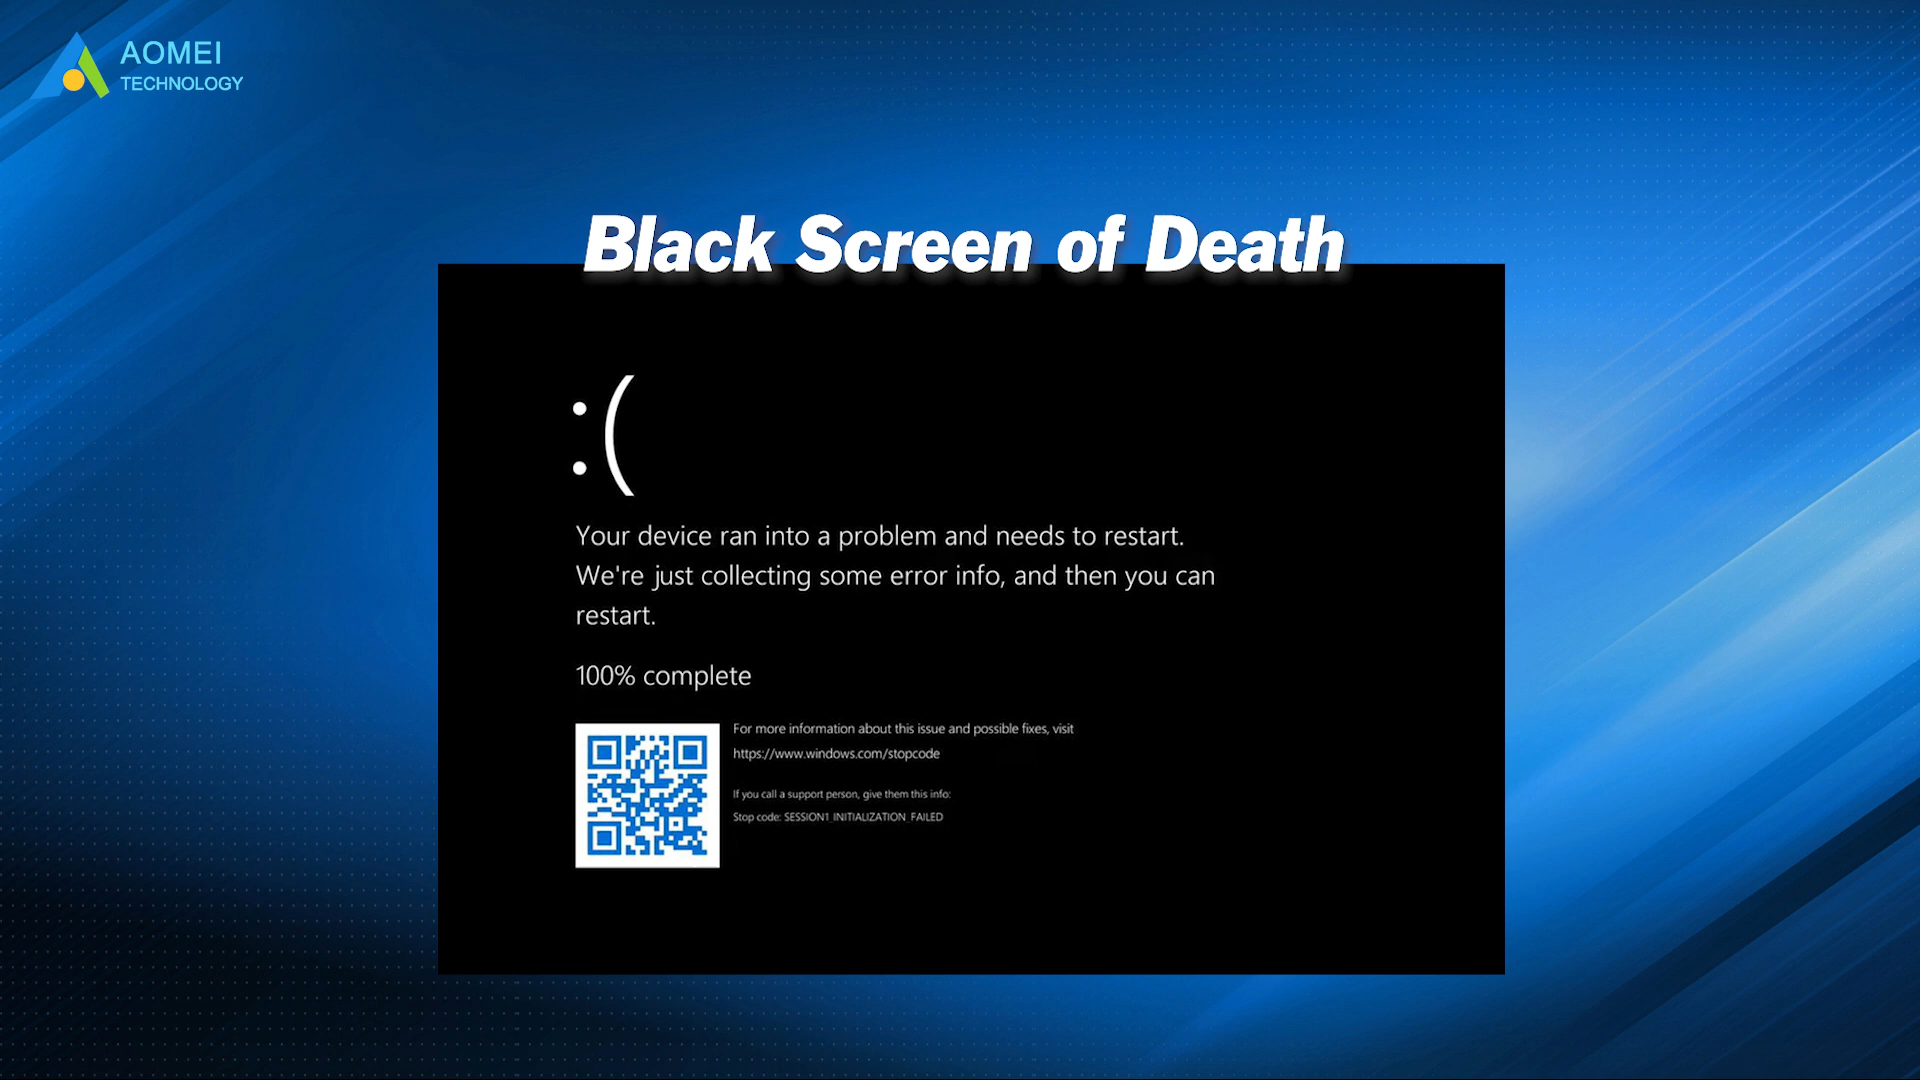 AOMEI
TECHNOLOGY
Black Screen of Death
:(
Your device ran into a problem and needs to restart.
We're just collecting some error info, and then you can
restart.
100% complete
For more information about this issue and possible fixes, visit
https://www.windows.com/stopcode
If you call a support person, give them this info:
Stop code: SESSION1_INITIALIZATION_FAILED